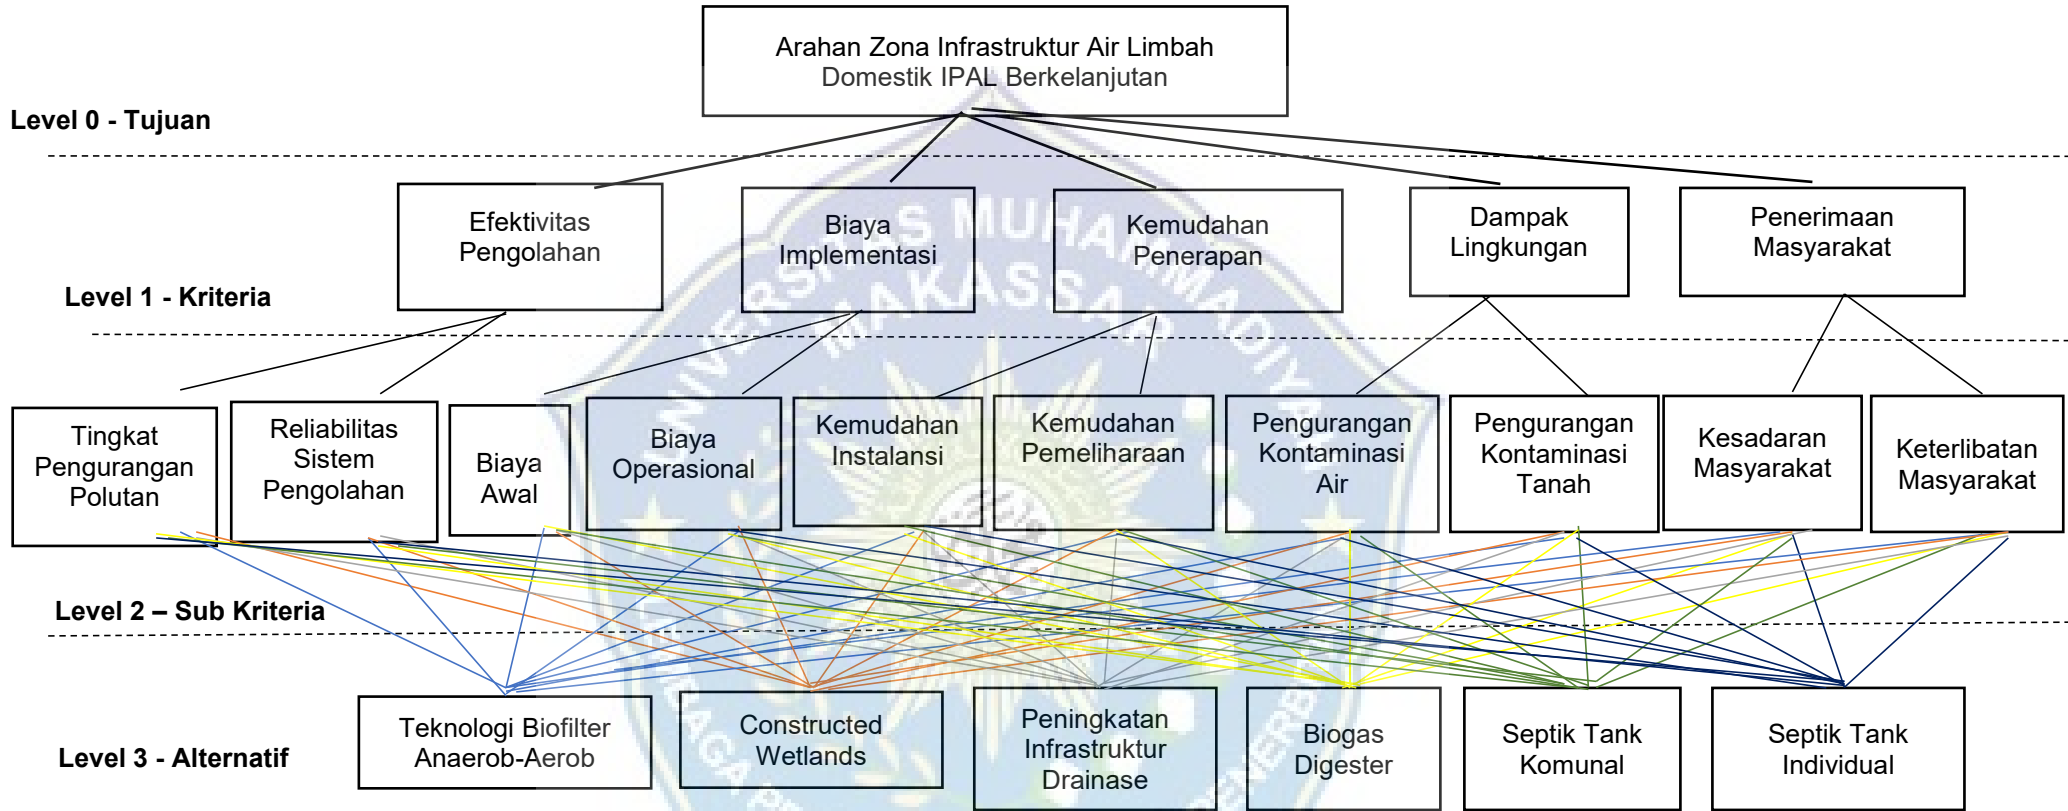 Arahan Zona Infrastruktur Air Limbah
Domestik IPAL Berkelanjutan
Level 0 - Tujuan
Efektivitas
Pengolahan
Biaya
Implementasi
Kemudahan
Penerapan
Dampak
Lingkungan
Penerimaan
Masyarakat
Level 1 - Kriteria
Tingkat
Pengurangan
Polutan
Reliabilitas
Sistem
Pengolahan
Biaya
Awal
Biaya
Operasional
Kemudahan
Instalansi
Kemudahan
Pemeliharaan
Pengurangan
Kontaminasi
Air
Pengurangan
Kontaminasi
Tanah
Kesadaran
Masyarakat
Keterlibatan
Masyarakat
Level 2 – Sub Kriteria
Level 3 - Alternatif
Teknologi Biofilter
Anaerob-Aerob
Constructed
Wetlands
Peningkatan
Infrastruktur
Drainase
Biogas
Digester
Septik Tank
Komunal
Septik Tank
Individual
UNIVERSITAS MUHAMMADIYAH
MAKASSAR